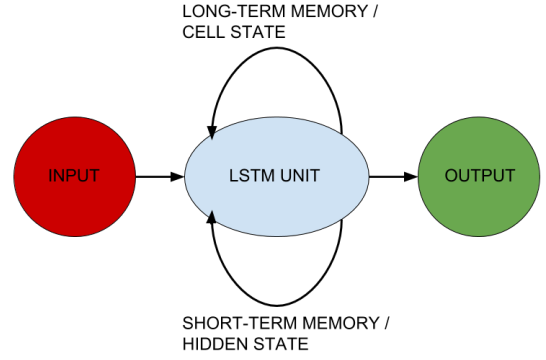 LONG-TERM MEMORY /
CELL STATE
INPUT
LSTM UNIT
OUTPUT
SHORT-TERM MEMORY /
HIDDEN STATE